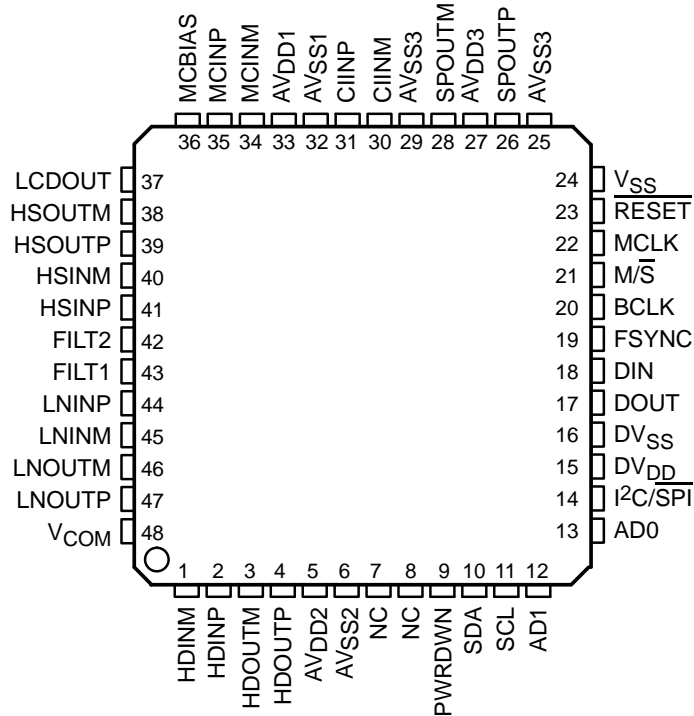 MCBIAS
MCINP
MCINM
AVDD1
AVSS1
CIINP
CIINM
AVSS3
SPOUTM
AVDD3
SPOUTP
AVSS3
36 35 34 33 32 31 30 29 28 27 26 25
LCDOUT 37
HSOUTM 38
HSOUTP 39
HSINM 40
HSINP 41
FILT2 42
FILT1 43
LNINP 44
LNINM 45
LNOUTM 46
LNOUTP 47
VCOM 48
24 VSS
23 RESET
22 MCLK
21 M/S
20 BCLK
19 FSYNC
18 DIN
17 DOUT
16 DVSS
15 DVDD
14 I2C/SPI
13 AD0
1 2 3 4 5 6 7 8 9 10 11 12
HDINM
HDINP
HDOUTM
HDOUTP
AVDD2
AVSS2
NC
NC
PWRDWN
SDA
SCL
AD1